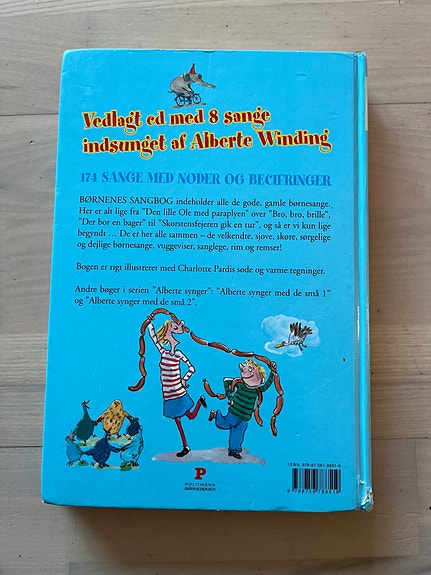 Vedlagt cd med 8 sange
indsunget af Alberte Winding
174 SANGE MED NODER OG BECIFRINGER
BØRNENES SANGBOG indeholder alle de gode, gamle børnesange.
Her er alt lige fra "Den lille Ole med paraplyen" over "Bro, bro, brille",
"Der bor en bager" til "Skorstensfejeren gik en tur", og så er vi kun lige
begyndt ... De er her alle sammen – de velkendte, sjove, skøre, sørgelige
og dejlige børnesange, vuggeviser, sanglege, rim og remser!
Bogen er rigt illustreret med Charlotte Pardis søde og varme tegninger.
Andre bøger i serien "Alberte synger": "Alberte synger med de små 1"
og "Alberte synger med de små 2".
P
POLITIKENS
BØRNEBØGER